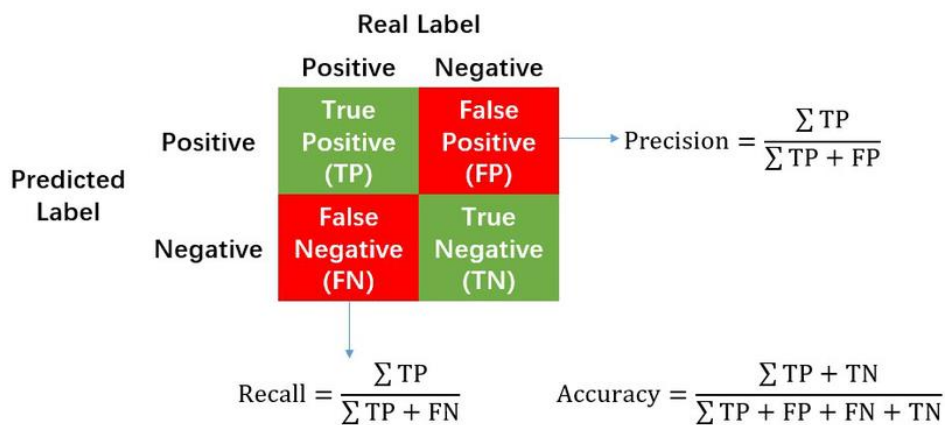 Real Label
Positive Negative
Predicted
Label
Positive
True
Positive
(TP)
False
Positive
(FP)
Precision = ∑ TP / ∑ TP + FP
Negative
False
Negative
(FN)
True
Negative
(TN)
Recall = ∑ TP / ∑ TP + FN
Accuracy = ∑ TP + TN / ∑ TP + FP + FN + TN